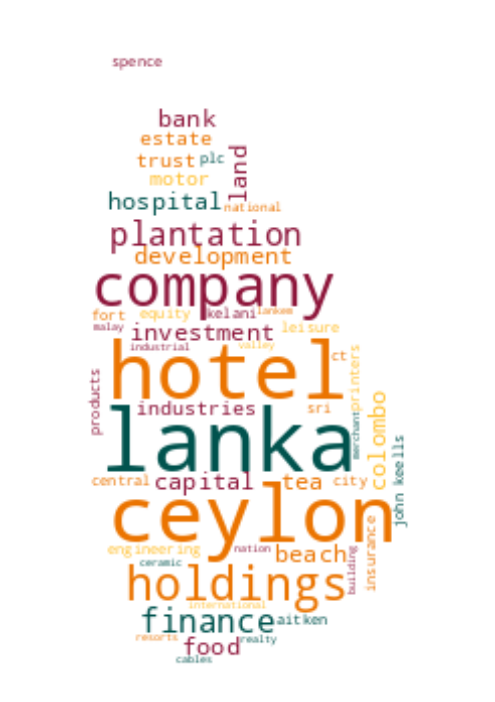 spence
bank
estate
trust plc
land
motor
hospital national
plantation
development
company
fort equity kelani lankem
malay investment leisure
industrial valley
hotel ct
printers
products industries sri
lanka merchant
colombo
john keells
central capital tea city
ceylon
insurance
engineering nation beach
ceramic building
holdings
international
finance aitken
resorts realty
food
cables